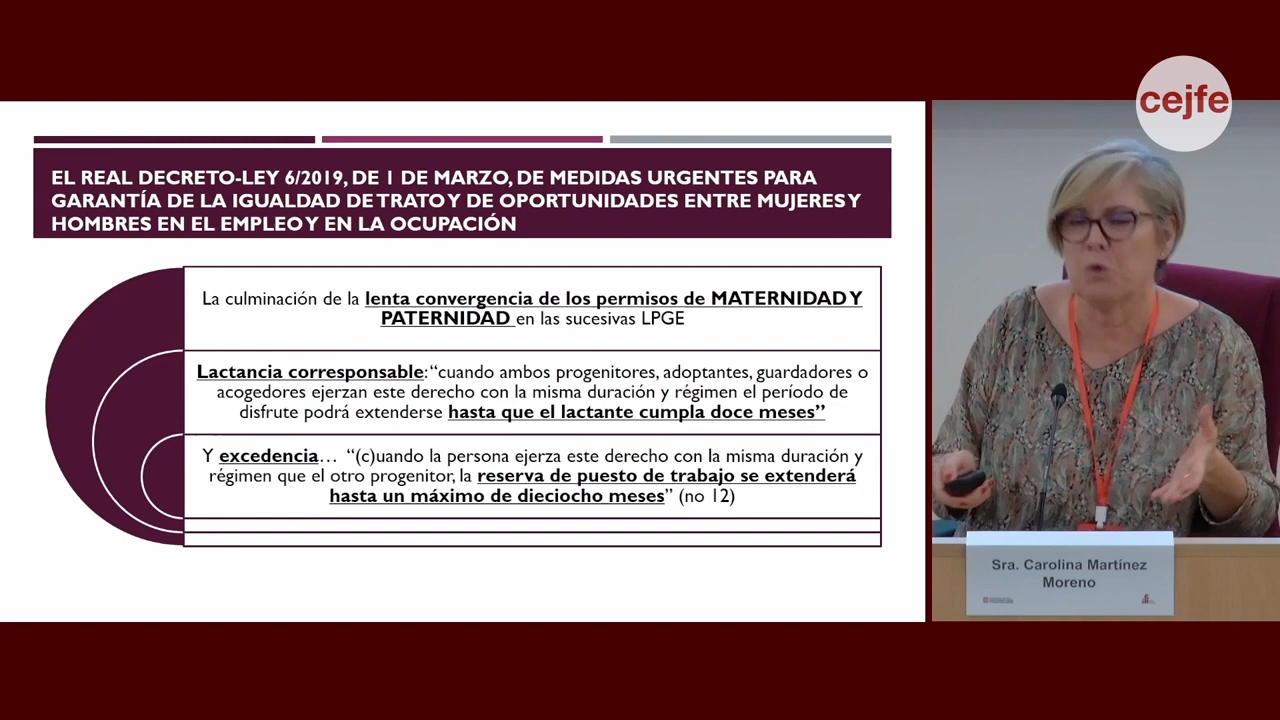 cejfe
EL REAL DECRETO-LEY 6/2019, DE 1 DE MARZO, DE MEDIDAS URGENTES PARA
GARANTÍA DE LA IGUALDAD DE TRATO Y DE OPORTUNIDADES ENTRE MUJERES Y
HOMBRES EN EL EMPLEO Y EN LA OCUPACIÓN
La culminación de la lenta convergencia de los permisos de MATERNIDAD Y
PATERNIDAD en las sucesivas LPGE
Lactancia corresponsable: “cuando ambos progenitores, adoptantes, guardadores o
acogedores ejerzan este derecho con la misma duración y régimen el período de
disfrute podrá extenderse hasta que el lactante cumpla doce meses”
Y excedencia… “(c)uando la persona ejerza este derecho con la misma duración y
régimen que el otro progenitor, la reserva de puesto de trabajo se extenderá
hasta un máximo de dieciocho meses” (no 12)
Sra. Carolina Martínez
Moreno